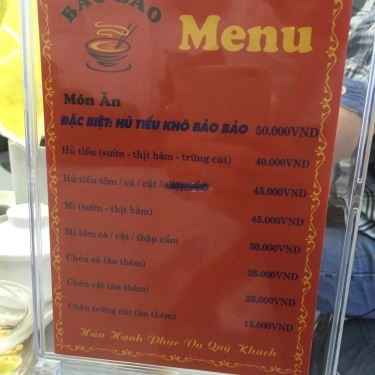 BẢO BẢO
Menu
Món Ăn
ĐẶC BIỆT: HỦ TIẾU KHÔ BẢO BẢO 50.000VND
Hủ tiếu (sườn - thịt băm - trứng cút) 40.000VND
Hủ tiếu tôm / cá / cật / 45.000VND
Mì (sườn - thịt bằm) 45.000VND
Mì tôm cá / cật / thập cẩm 50.000VND
Chén cá (ăn thêm) 35.000VND
Chén cật (ăn thêm) 35.000VND
Chén trứng cút (ăn thêm) 15.000VND
Hân Hạnh Phục Vụ Quý Khách